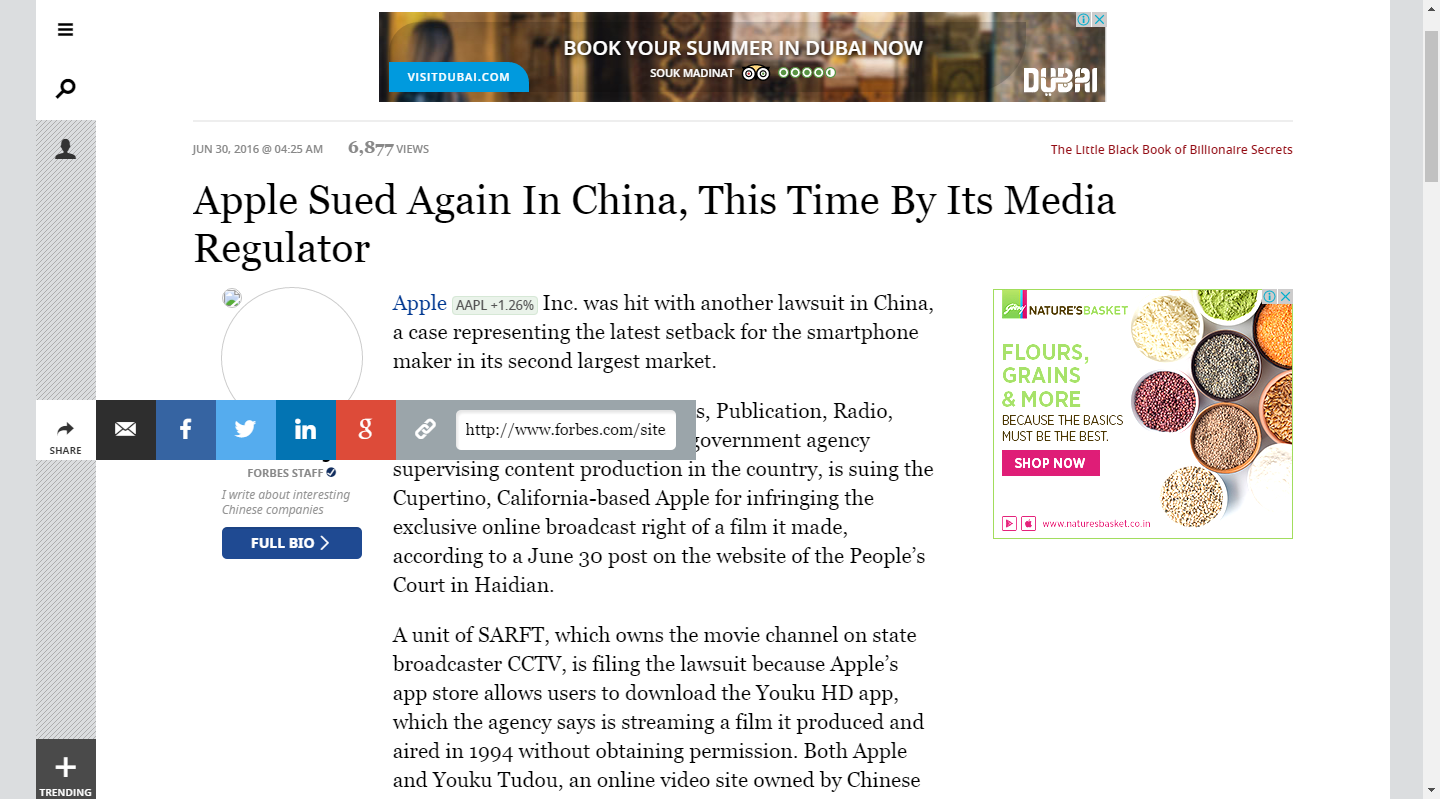 BOOK YOUR SUMMER IN DUBAI NOW
VISITDUBAI.COM
SOUK MADINAT
DUBAI
JUN 30, 2016 @ 04:25 AM
6,877 VIEWS
The Little Black Book of Billionaire Secrets
Apple Sued Again In China, This Time By Its Media
Regulator
Apple AAPL +1.26% Inc. was hit with another lawsuit in China,
a case representing the latest setback for the smartphone
maker in its second largest market.
Publication, Radio,
government agency
supervising content production in the country, is suing the
Cupertino, California-based Apple for infringing the
exclusive online broadcast right of a film it made,
according to a June 30 post on the website of the People’s
Court in Haidian.
A unit of SARFT, which owns the movie channel on state
broadcaster CCTV, is filing the lawsuit because Apple’s
app store allows users to download the Youku HD app,
which the agency says is streaming a film it produced and
aired in 1994 without obtaining permission. Both Apple
and Youku Tudou, an online video site owned by Chinese
SHARE
f
in
g
http://www.forbes.com/site
FORBES STAFF
I write about interesting
Chinese companies
FULL BIO
NATURE'S BASKET
FLOURS,
GRAINS
& MORE
BECAUSE THE BASICS
MUST BE THE BEST.
SHOP NOW
www.naturesbasket.co.in
TRENDING